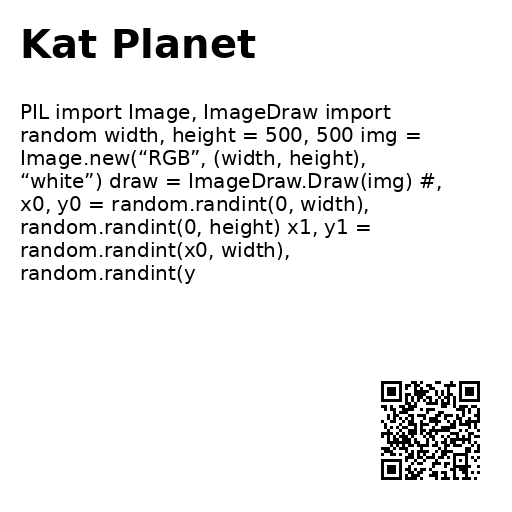 Kat Planet
PIL import Image, ImageDraw import
random width, height = 500, 500 img =
Image.new(“RGB”, (width, height),
“white”) draw = ImageDraw.Draw(img) #,
x0, y0 = random.randint(0, width),
random.randint(0, height) x1, y1 =
random.randint(x0, width),
random.randint(y